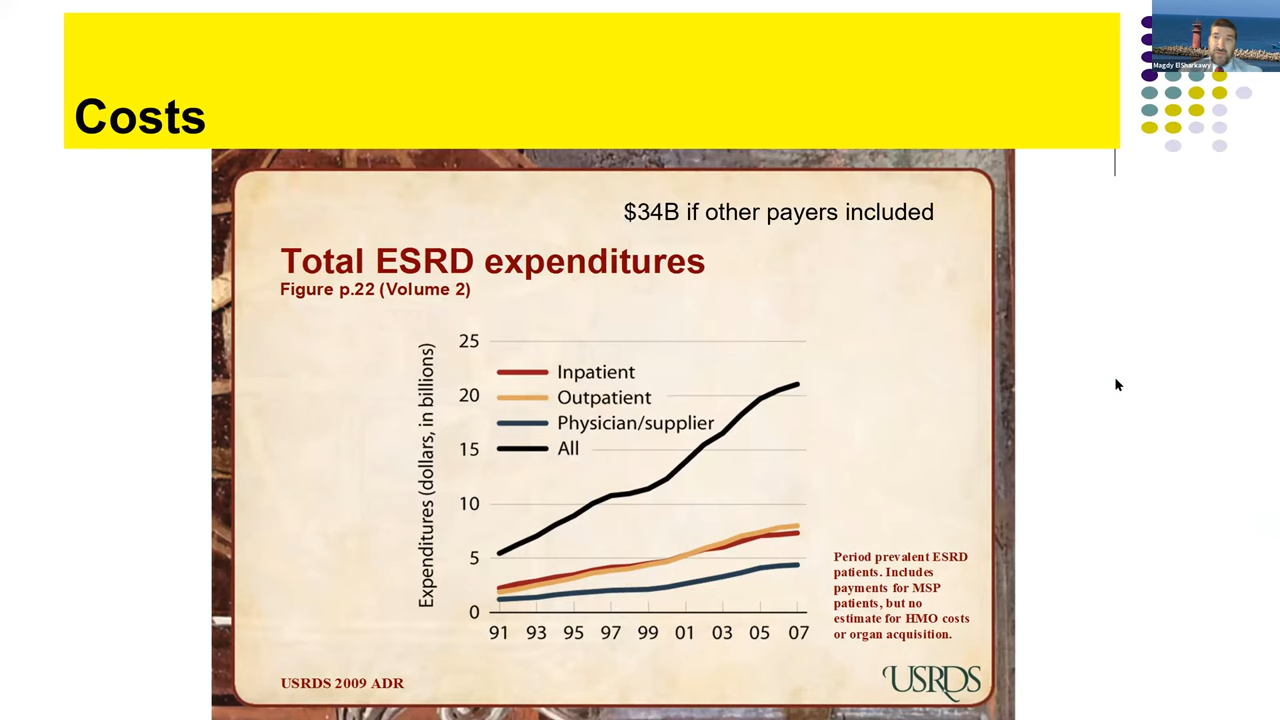 Magdy ElSharkawy
Costs
$34B if other payers included
Total ESRD expenditures
Figure p.22 (Volume 2)
Expenditures (dollars, in billions)
25
20
15
10
5
0
Inpatient
Outpatient
Physician/supplier
All
91 93 95 97 99 01 03 05 07
Period prevalent ESRD
patients. Includes
payments for MSP
patients, but no
estimate for HMO costs
or organ acquisition.
USRDS 2009 ADR
USRDS